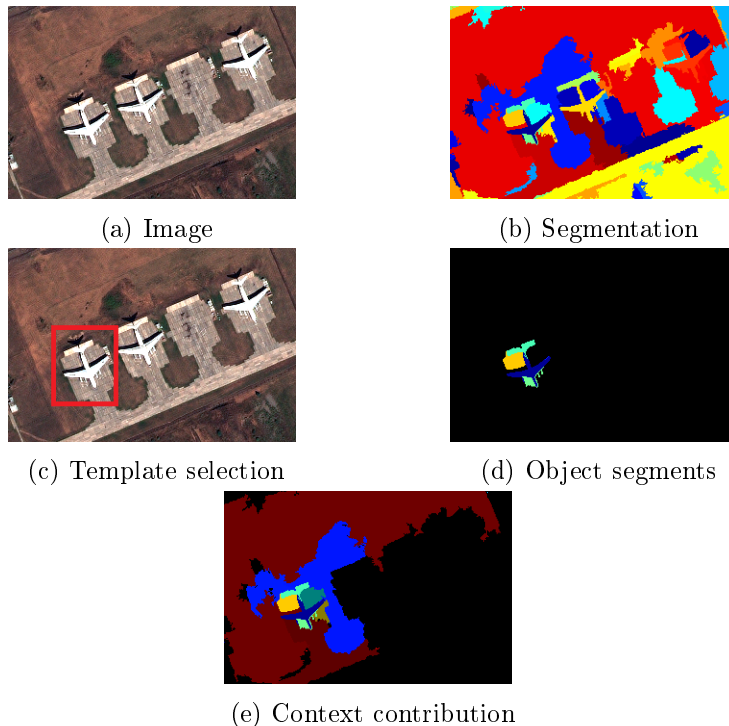 (a) Image
(b) Segmentation
(c) Template selection
(d) Object segments
(e) Context contribution